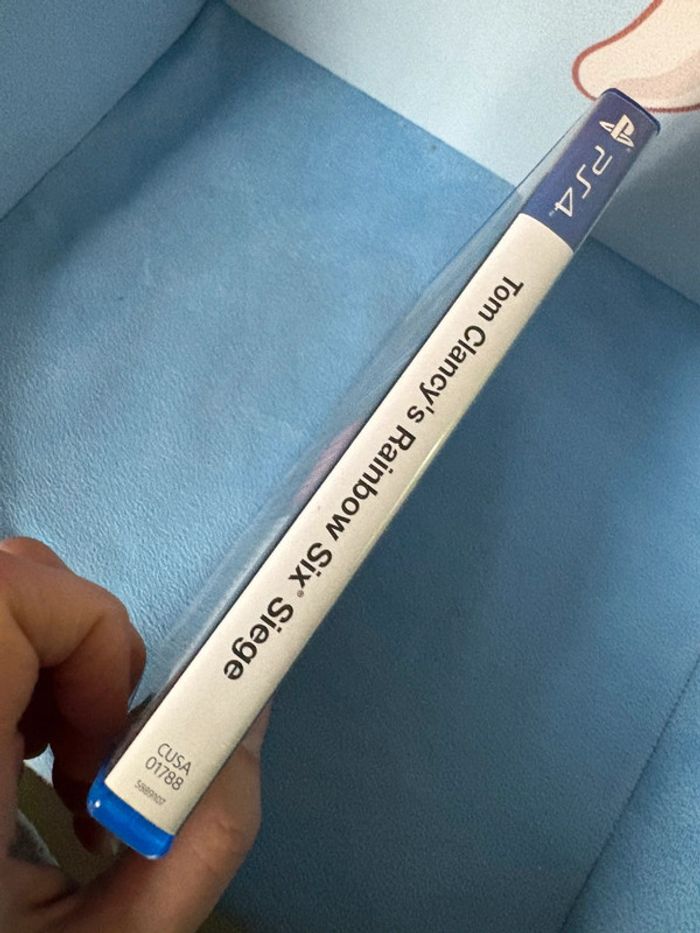 PS4
Tom Clancy's Rainbow Six® Siege
CUSA
01788